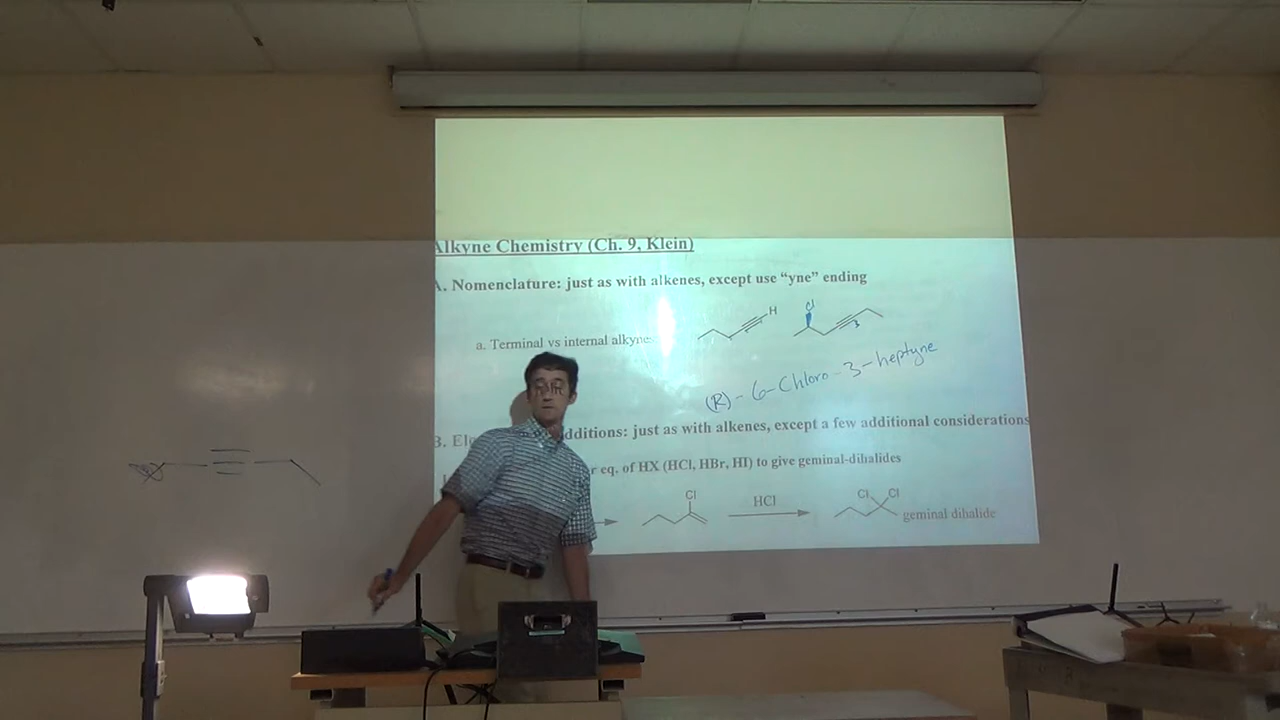 Alkyne Chemistry (Ch. 9, Klein)
A. Nomenclature: just as with alkenes, except use “yne” ending
H
Cl
a. Terminal vs internal alkyne
3
(R)-6-Chloro-3-heptyne
B. dditions: just as with alkenes, except a few additional considerations
r eq. of HX (HCl, HBr, HI) to give geminal-dihalides
Cl HCl Cl Cl
geminal dihalide